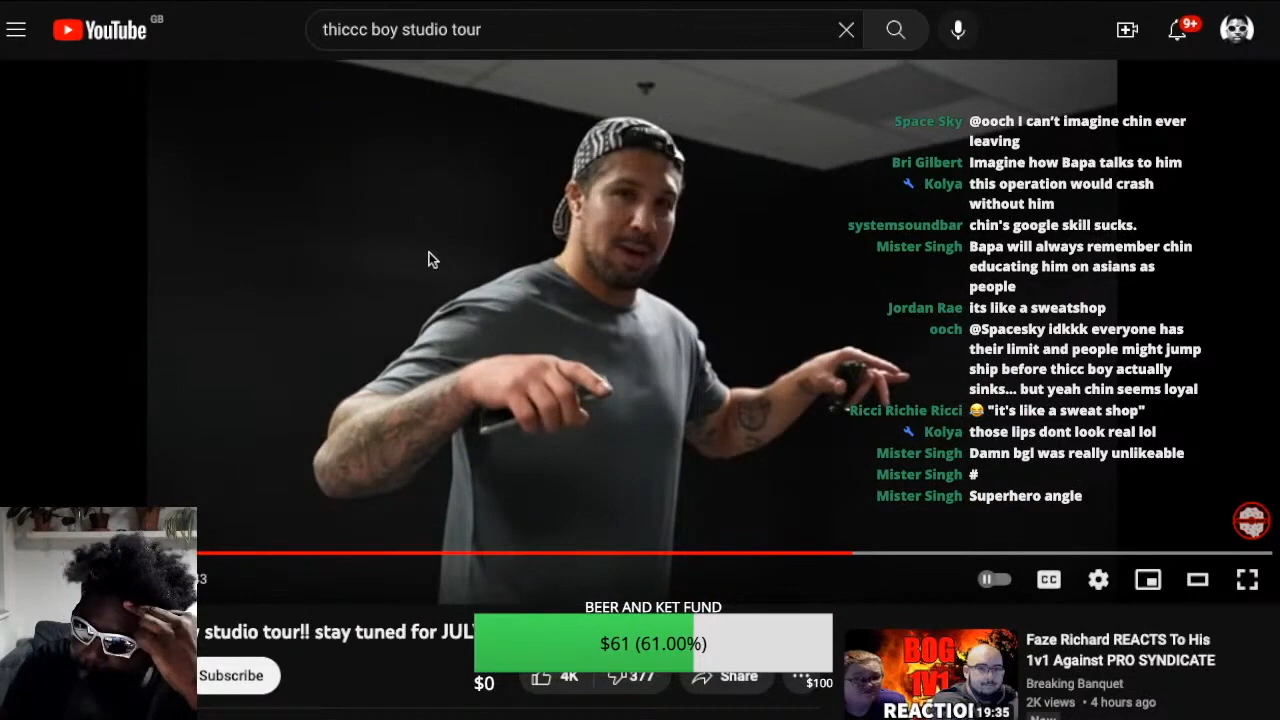 YouTube GB
thiccc boy studio tour
9+
Space Sky @ooch I can't imagine chin ever
leaving
Bri Gilbert Imagine how Bapa talks to him
Kolya this operation would crash
without him
systemsoundbar chin's google skill sucks.
Mister Singh Bapa will always remember chin
educating him on asians as
people
Jordan Rae its like a sweatshop
ooch @Spacesky idkkk everyone has
their limit and people might jump
ship before thicc boy actually
sinks... but yeah chin seems loyal
Ricci Richie Ricci 😂 "it's like a sweat shop"
Kolya those lips dont look real lol
Mister Singh Damn bgl was really unlikeable
Mister Singh #
Mister Singh Superhero angle
CC
BEER AND KET FUND
$61 (61.00%)
$0
$100
studio tour!! stay tuned for JUL
Subscribe
4K
377
Share
BOG
1V1
REACTIO
19:35
Faze Richard REACTS To His
1v1 Against PRO SYNDICATE
Breaking Banquet
2K views • 4 hours ago